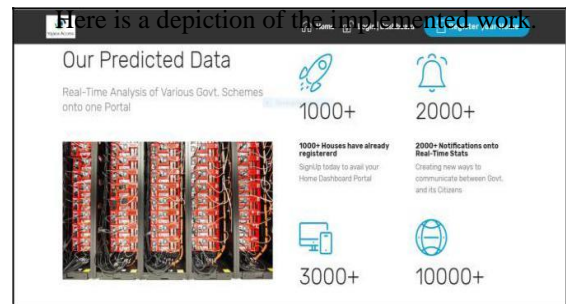 Here is a depiction of the implemented work.
Home
Our Predicted Data
Real-Time Analysis of Various Govt. Schemes
onto one Portal
1000+
2000+
1000+ Houses have already
registererd
SignUp today to avail your
Home Dashboard Portal
2000+ Notifications onto
Real-Time Stats
Creating new ways to
communicate between Govt.
and its Citizens
3000+
10000+